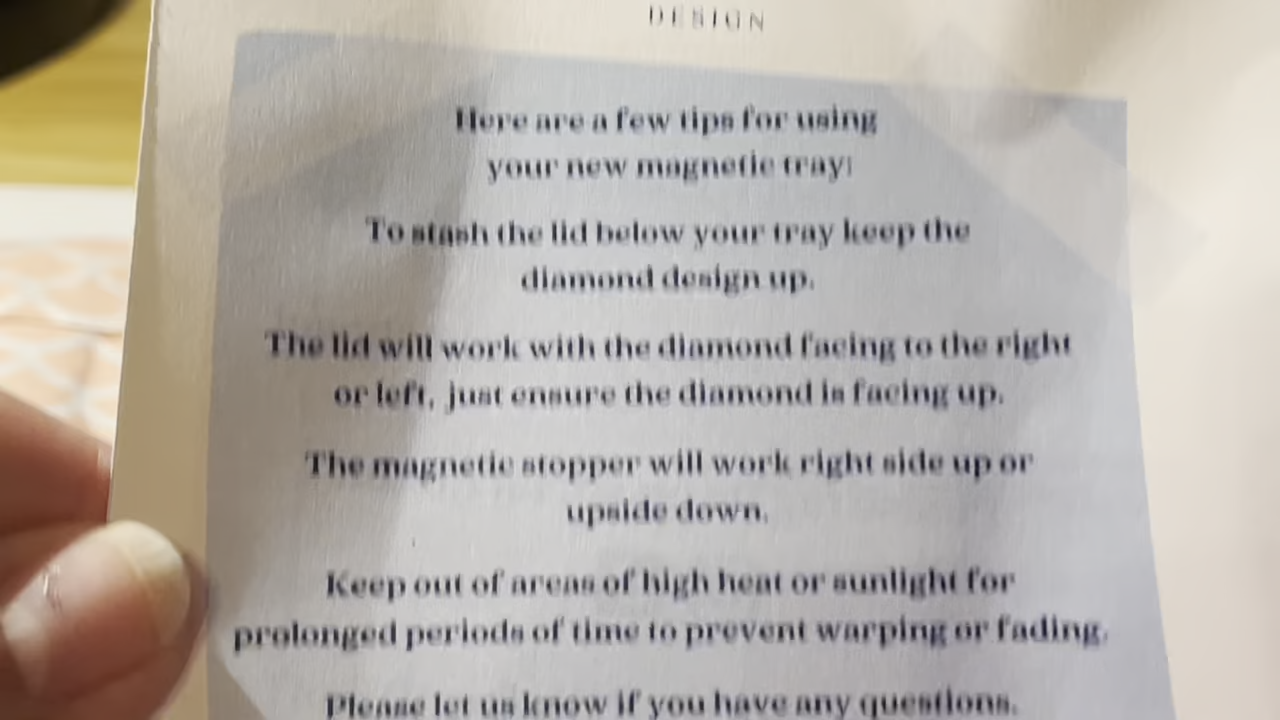 DESIGN
Here are a few tips for using
your new magnetic tray:
To stash the lid below your tray keep the
diamond design up.
The lid will work with the diamond facing to the right
or left, just ensure the diamond is facing up.
The magnetic stopper will work right side up or
upside down.
Keep out of areas of high heat or sunlight for
prolonged periods of time to prevent warping or fading.
Please let us know if you have any questions.